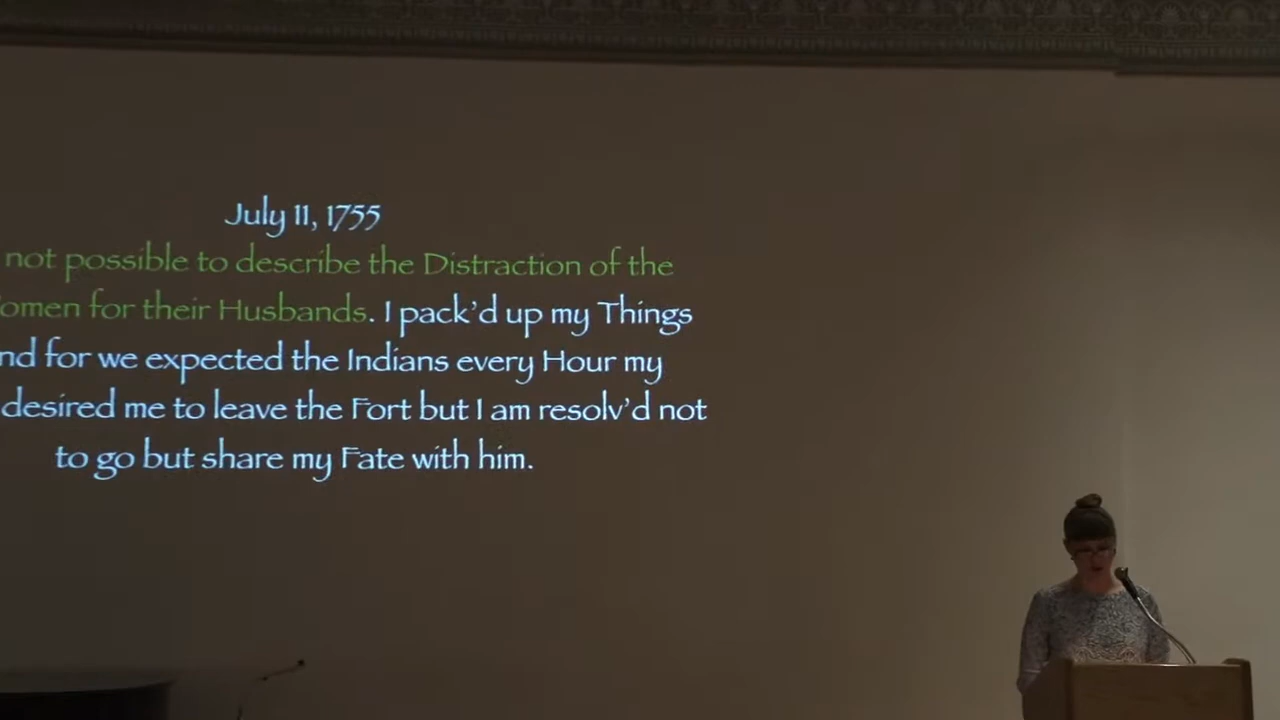 July 11, 1755
not possible to describe the Distraction of the
omen for their Husbands. I pack'd up my Things
nd for we expected the Indians every Hour my
desired me to leave the Fort but I am resolv'd not
to go but share my Fate with him.